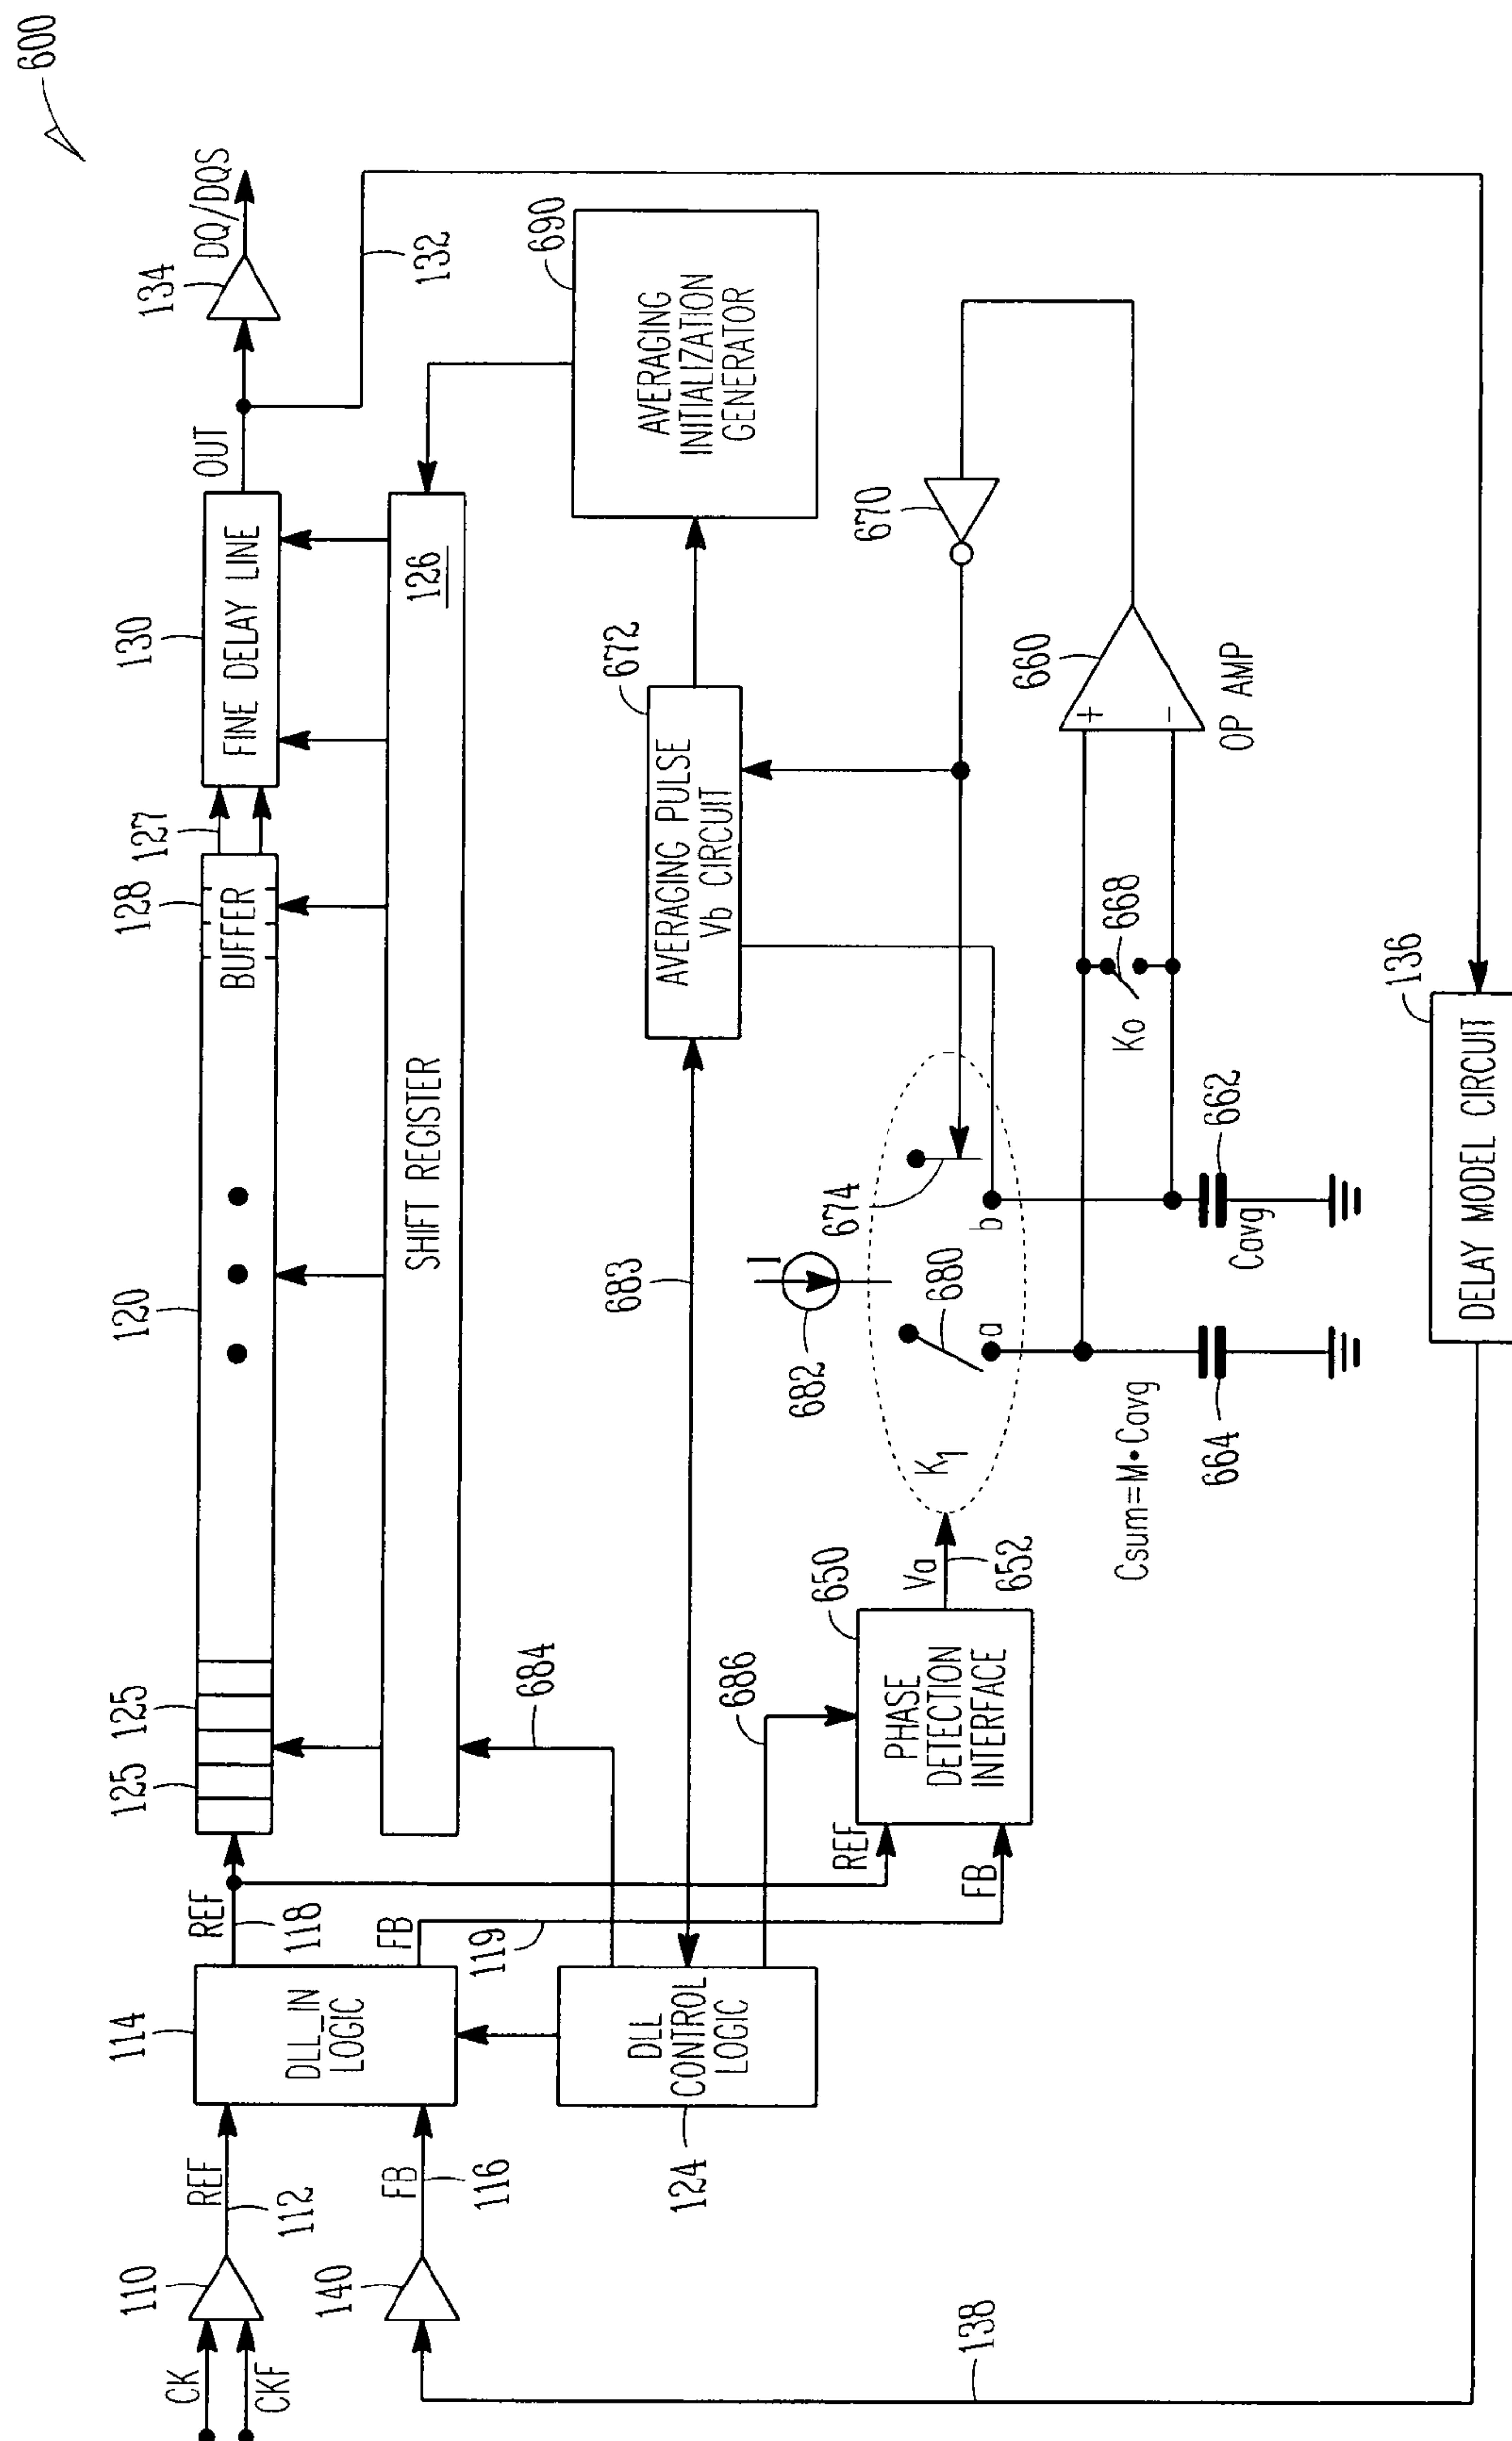 600
CK
CKF
110
REF
112
114
DLL_IN
LOGIC
REF
118
FB
119
125
125
120
BUFFER
128
127
130
FINE DELAY LINE
OUT
134
DQ/DQS
132
140
FB
116
SHIFT REGISTER
126
124
DLL
CONTROL
LOGIC
684
683
686
672
AVERAGING PULSE
Vb CIRCUIT
690
AVERAGING
INITIALIZATION
GENERATOR
REF
FB
650
PHASE
DETECTION
INTERFACE
Va
652
K1
682
I
680
a
674
b
670
Csum=M•Cavg
664
Cavg
662
Ko
668
660
+
−
OP AMP
138
136
DELAY MODEL CIRCUIT